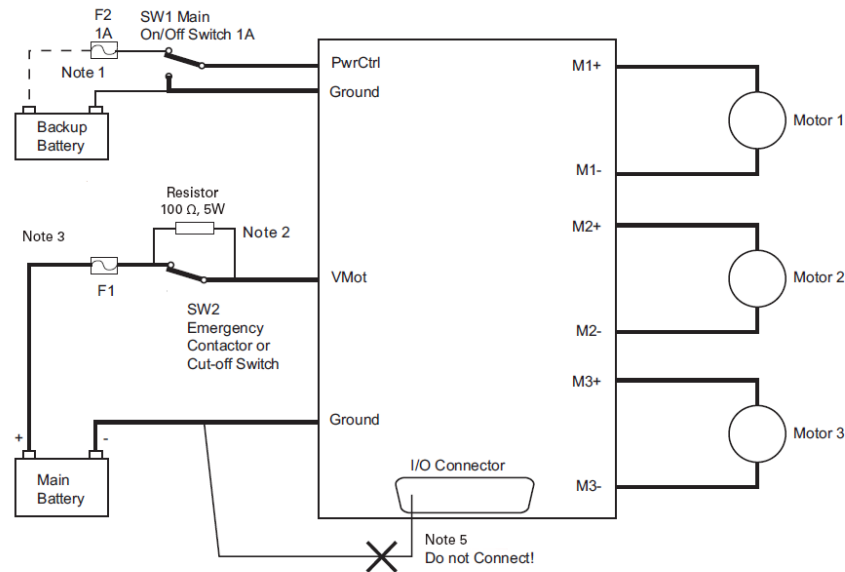 F2
1A
SW1 Main
On/Off Switch 1A
Note 1
Backup
Battery
PwrCtrl
Ground
M1+
M1-
Motor 1
Resistor
100 Ω, 5W
Note 2
Note 3
F1
SW2
Emergency
Contactor or
Cut-off Switch
VMot
M2+
M2-
Motor 2
Ground
+
-
Main
Battery
M3+
M3-
Motor 3
I/O Connector
Note 5
Do not Connect!